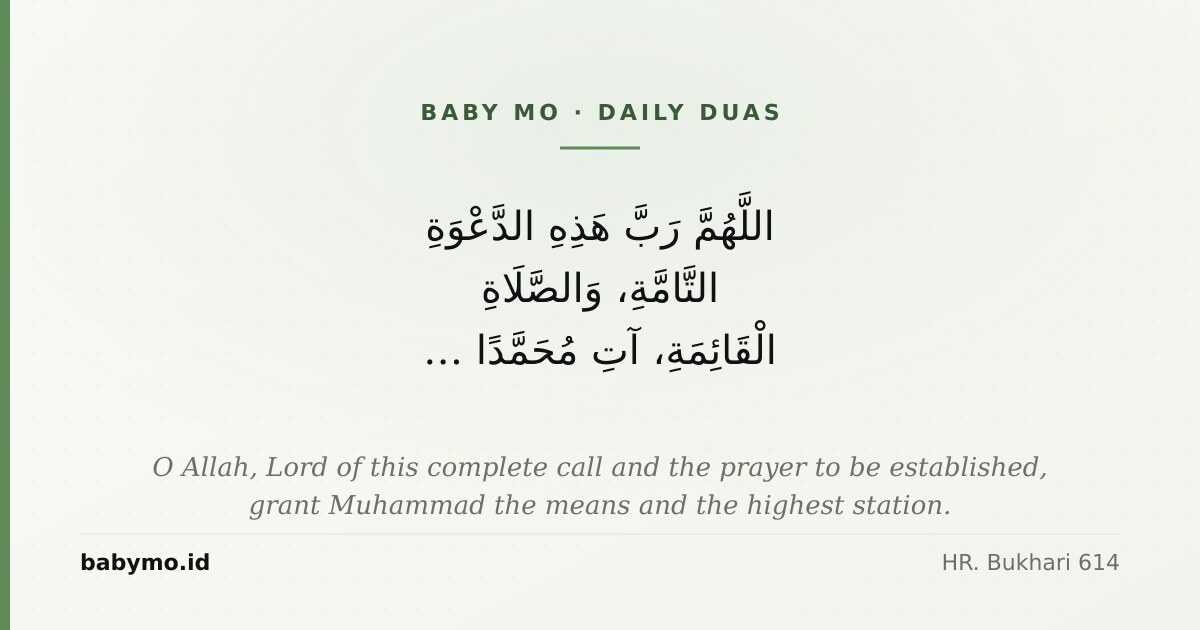 BABY MO · DAILY DUAS
اللَّهُمَّ رَبَّ هَذِهِ الدَّعْوَةِ
التَّامَّةِ، وَالصَّلَاةِ
الْقَائِمَةِ، آتِ مُحَمَّدًا ...
O Allah, Lord of this complete call and the prayer to be established,
grant Muhammad the means and the highest station.
babymo.id
HR. Bukhari 614